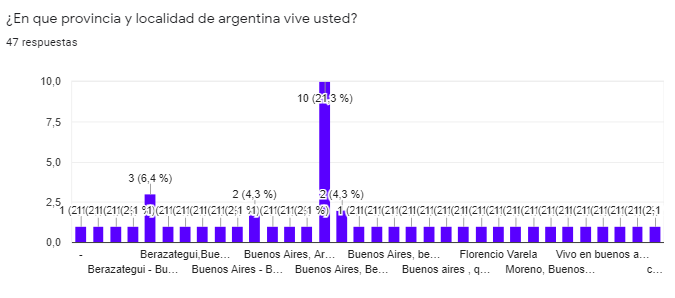 ¿En que provincia y localidad de argentina vive usted?
47 respuestas
10,0
7,5
5,0
2,5
0,0
10 (21,3 %)
3 (6,4 %)
2 (4,3 %)
2 (4,3 %)
-
Berazategui,Bue…
Buenos Aires, Ar…
Buenos Aires, be…
Florencio Varela
Vivo en buenos a…
Berazategui - Bu…
Buenos Aires - B…
Buenos Aires, Be…
Buenos aires , q…
Moreno, Buenos…
c…